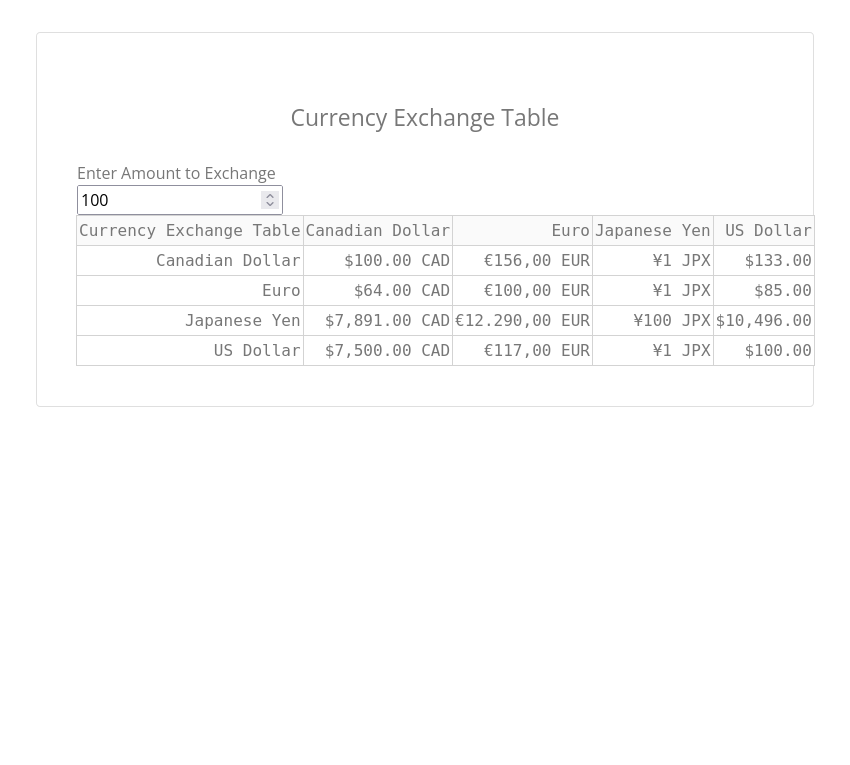 Currency Exchange Table
Enter Amount to Exchange
100
Currency Exchange Table Canadian Dollar Euro Japanese Yen US Dollar
Canadian Dollar $100.00 CAD €156,00 EUR ¥1 JPX $133.00
Euro $64.00 CAD €100,00 EUR ¥1 JPX $85.00
Japanese Yen $7,891.00 CAD €12.290,00 EUR ¥100 JPX $10,496.00
US Dollar $7,500.00 CAD €117,00 EUR ¥1 JPX $100.00